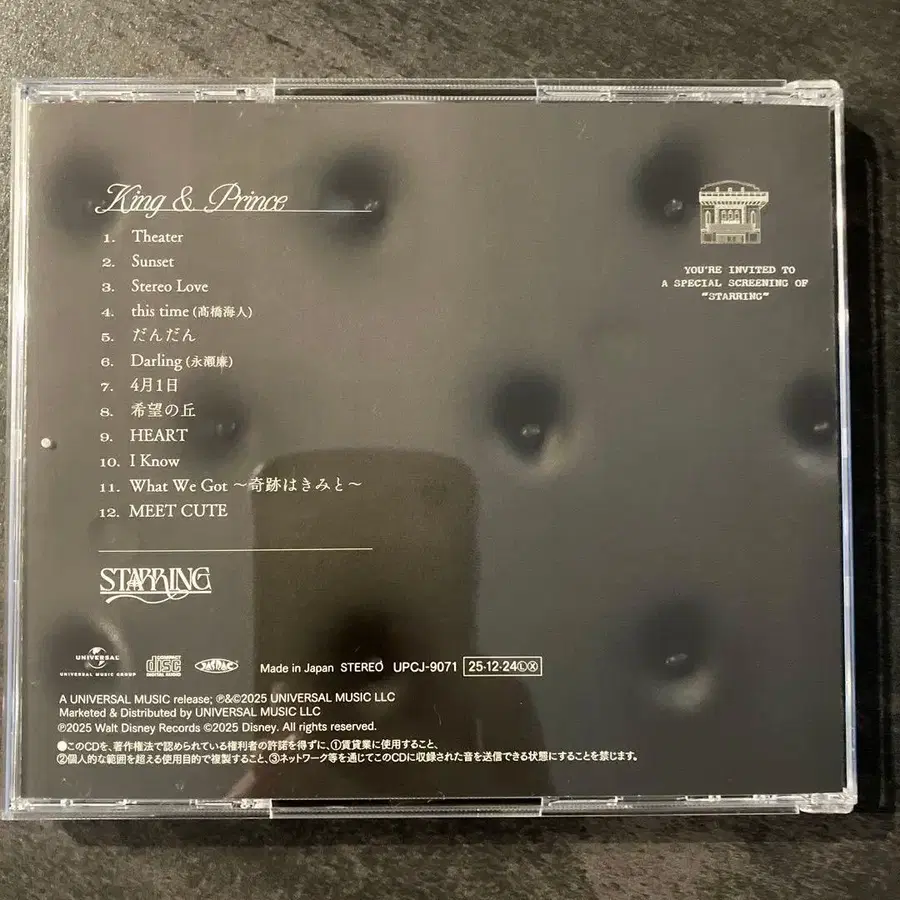 King & Prince
1. Theater
2. Sunset
3. Stereo Love
4. this time (髙橋海人)
5. だんだん
6. Darling (永瀬廉)
7. 4月1日
8. 希望の丘
9. HEART
10. I Know
11. What We Got ～奇跡はきみと～
12. MEET CUTE
STARRING
YOU'RE INVITED TO
A SPECIAL SCREENING OF
"STARRING"
UNIVERSAL
UNIVERSAL MUSIC GROUP
COMPACT
disc
DIGITAL AUDIO
JASRAC
Made in Japan STEREO UPCJ-9071 25·12·24ⓁⓍ
A UNIVERSAL MUSIC release; ℗&©2025 UNIVERSAL MUSIC LLC
Marketed & Distributed by UNIVERSAL MUSIC LLC
℗2025 Walt Disney Records ©2025 Disney. All rights reserved.
●このCDを、著作権法で認められている権利者の許諾を得ずに、①賃貸業に使用すること、
②個人的な範囲を超える使用目的で複製すること、③ネットワーク等を通じてこのCDに収録された音を送信できる状態にすることを禁じます。